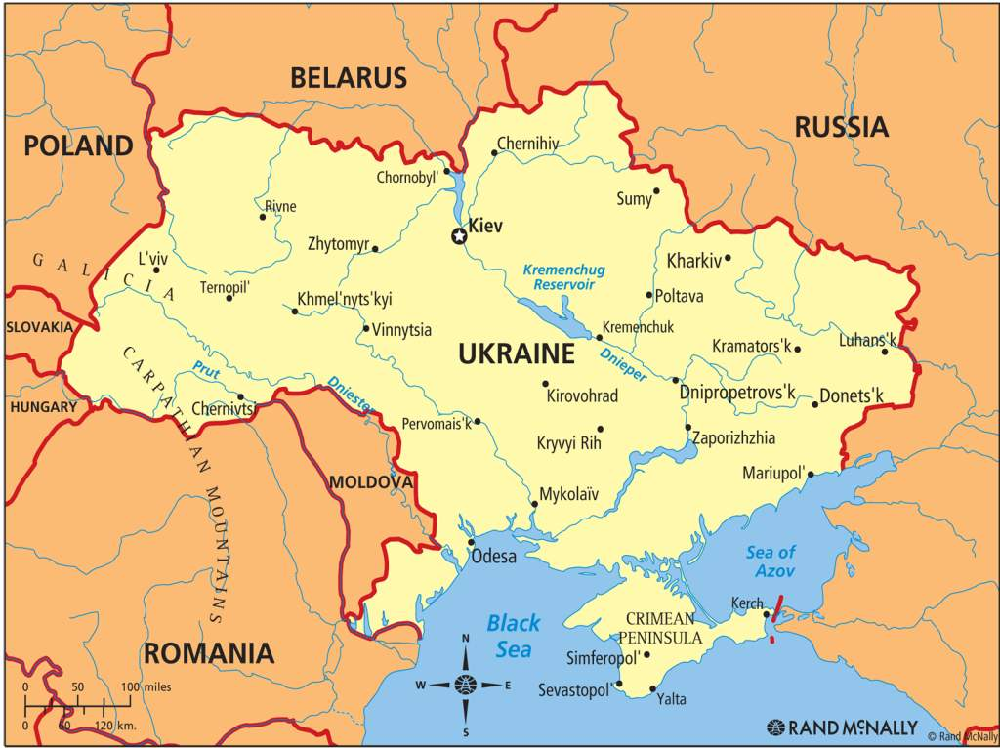 BELARUS
RUSSIA
POLAND
Chernihiv
Chornobyl'
Sumy
Rivne
Kiev
Zhytomyr
L'viv
GALICIA
Kharkiv
Kremenchug
Reservoir
Ternopil'
Khmel'nyts'kyi
Poltava
SLOVAKIA
Vinnytsia
Kremenchuk
Luhans'k
Kramators'k
UKRAINE
CARPATHIAN MOUNTAINS
Prut
Dnieper
Dniester
HUNGARY
Chernivtsi
Kirovohrad
Dnipropetrovs'k
Donets'k
Pervomais'k
Kryvyi Rih
Zaporizhzhia
MOLDOVA
Mariupol'
Mykolaïv
Odesa
Sea of
Azov
Kerch
Black
Sea
CRIMEAN
PENINSULA
N
ROMANIA
Simferopol'
W
E
Sevastopol'
Yalta
S
0 50 100 miles
0 60 120 km.
RAND McNALLY
© Rand McNally